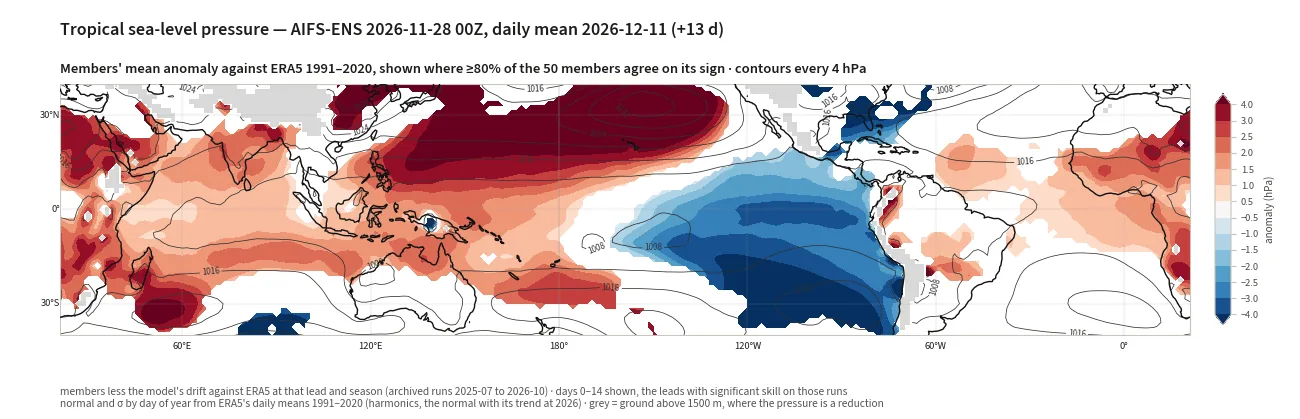 Tropical sea-level pressure — AIFS-ENS 2026-11-28 00Z, daily mean 2026-12-11 (+13 d)
Members' mean anomaly against ERA5 1991–2020, shown where ≥80% of the 50 members agree on its sign · contours every 4 hPa
1024
1016
1016
1016
1008
30°N
1024
1016
0°
1008
1008
1016
1016
1008
30°S
1016
60°E
120°E
180°
120°W
60°W
0°
4.0
3.0
2.5
2.0
1.5
1.0
0.5
−0.5
−1.0
−1.5
−2.0
−2.5
−3.0
−4.0
anomaly (hPa)
members less the model's drift against ERA5 at that lead and season (archived runs 2025-07 to 2026-10) · days 0–14 shown, the leads with significant skill on those runs
normal and σ by day of year from ERA5's daily means 1991–2020 (harmonics, the normal with its trend at 2026) · grey = ground above 1500 m, where the pressure is a reduction